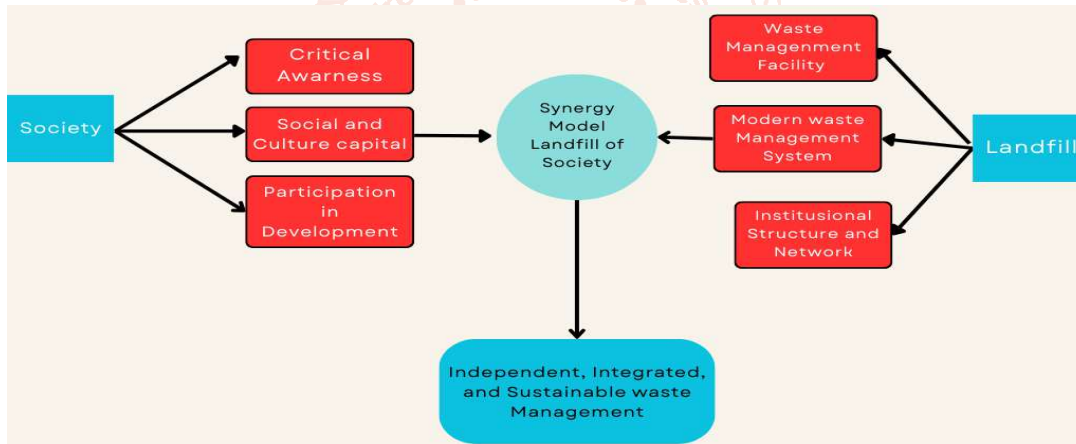 Society
Critical
Awarness
Social and
Culture capital
Participation
in
Development
Synergy
Model
Landfill of
Society
Waste
Managenment
Facility
Modern waste
Management
System
Institusional
Structure and
Network
Landfill
Independent, Integrated,
and Sustainable waste
Management